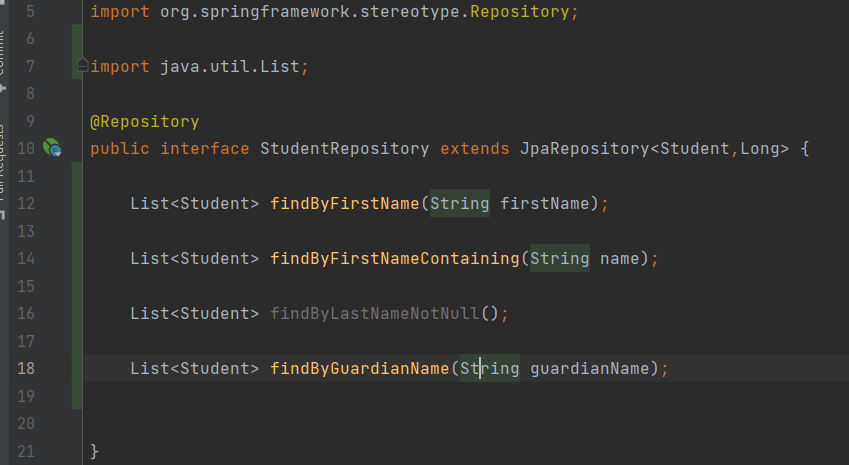 5 import org.springframework.stereotype.Repository;
6
7 import java.util.List;
8
9 @Repository
10 public interface StudentRepository extends JpaRepository<Student,Long> {
11
12 List<Student> findByFirstName(String firstName);
13
14 List<Student> findByFirstNameContaining(String name);
15
16 List<Student> findByLastNameNotNull();
17
18 List<Student> findByGuardianName(String guardianName);
19
20
21 }
Commit
Pull Requests